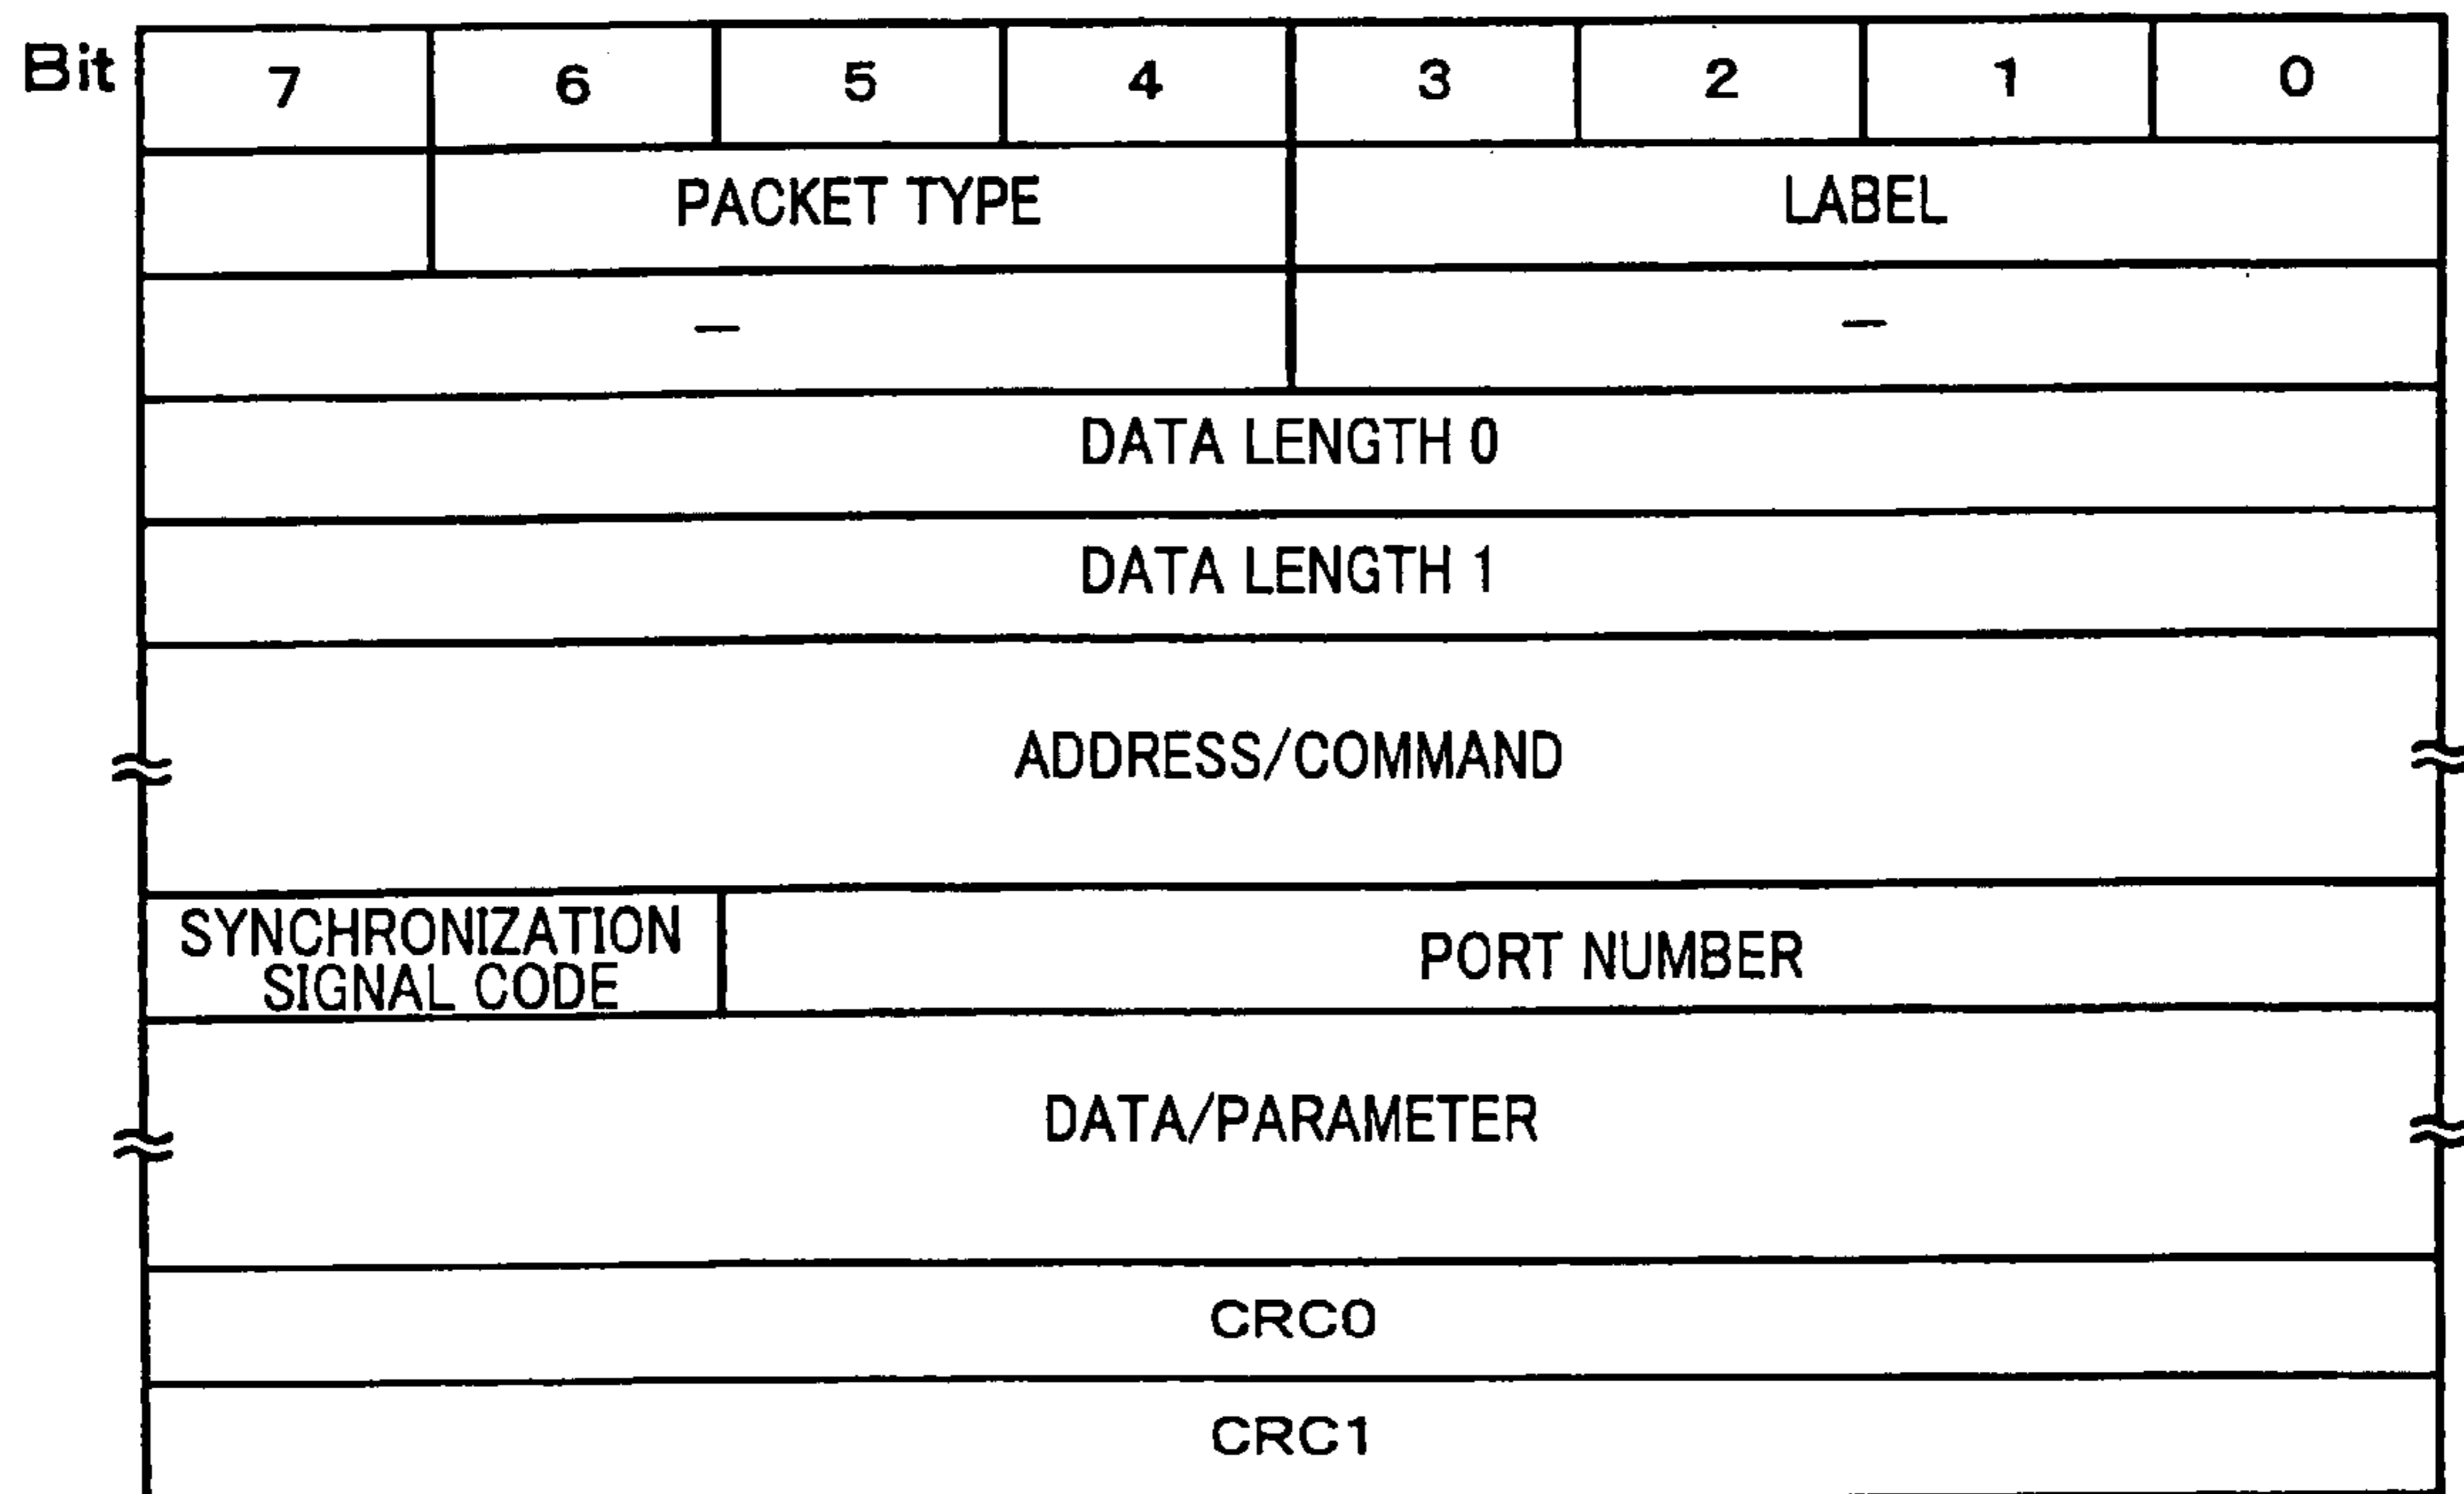 Bit 7 6 5 4 3 2 1 0
PACKET TYPE LABEL
— —
DATA LENGTH 0
DATA LENGTH 1
ADDRESS/COMMAND
SYNCHRONIZATION
SIGNAL CODE
PORT NUMBER
DATA/PARAMETER
CRC0
CRC1